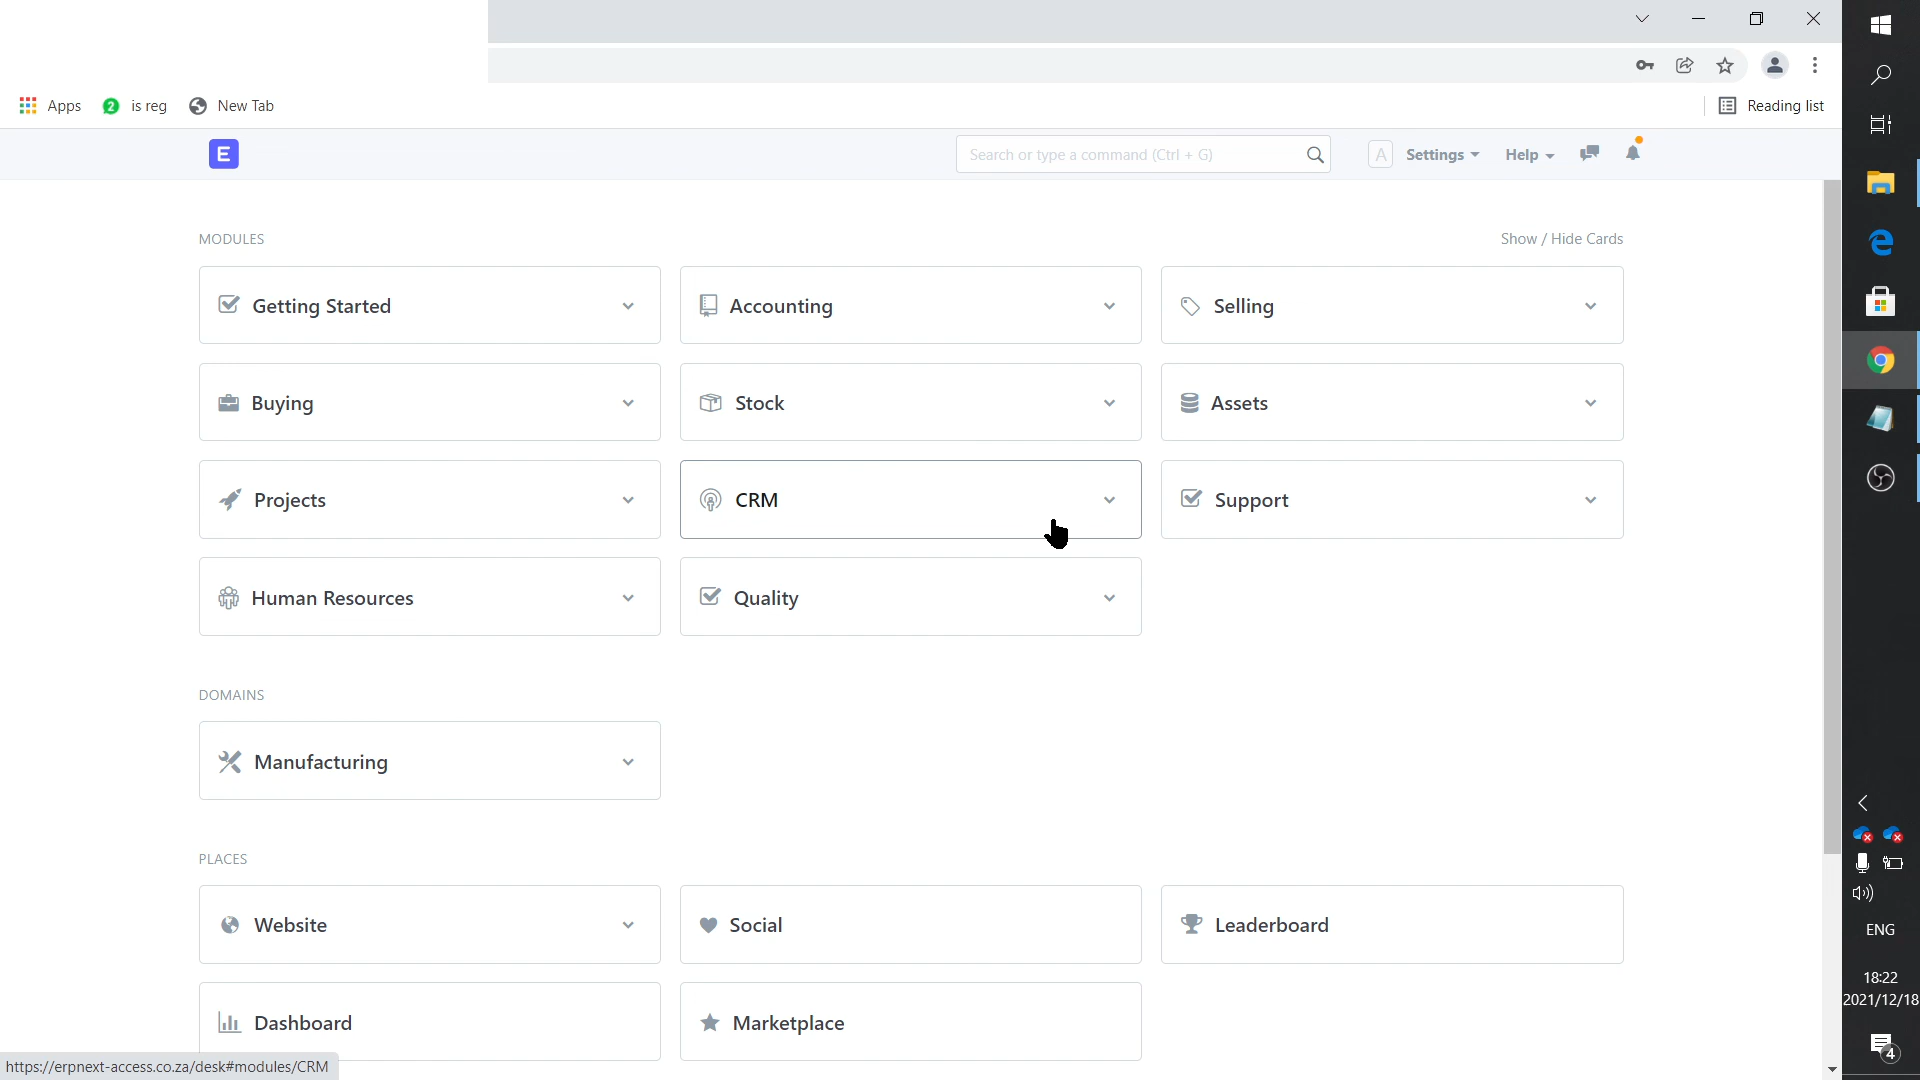 Apps 2 is reg New Tab Reading list
E Search or type a command (Ctrl + G) A Settings Help
MODULES Show / Hide Cards
Getting Started Accounting Selling
Buying Stock Assets
Projects CRM Support
Human Resources Quality
DOMAINS
Manufacturing
PLACES
Website Social Leaderboard
Dashboard Marketplace
https://erpnext-access.co.za/desk#modules/CRM
ENG
18:22
2021/12/18
4